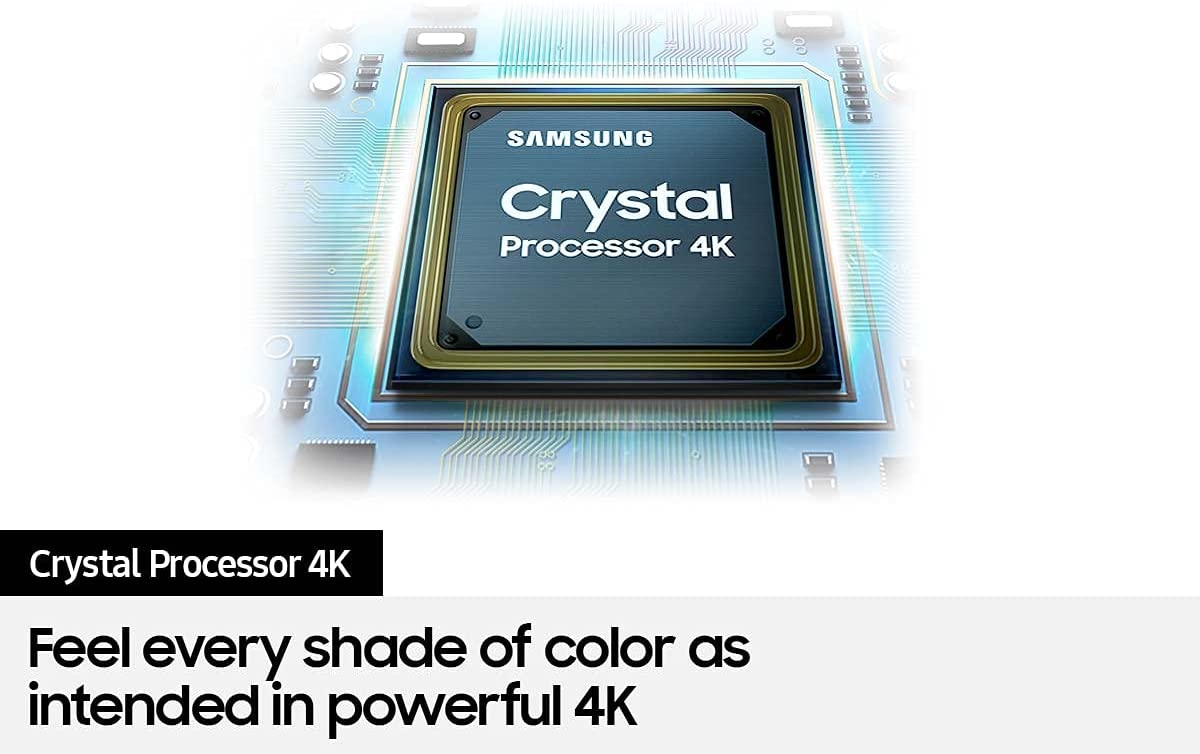 SAMSUNG
Crystal
Processor 4K
Crystal Processor 4K
Feel every shade of color as
intended in powerful 4K